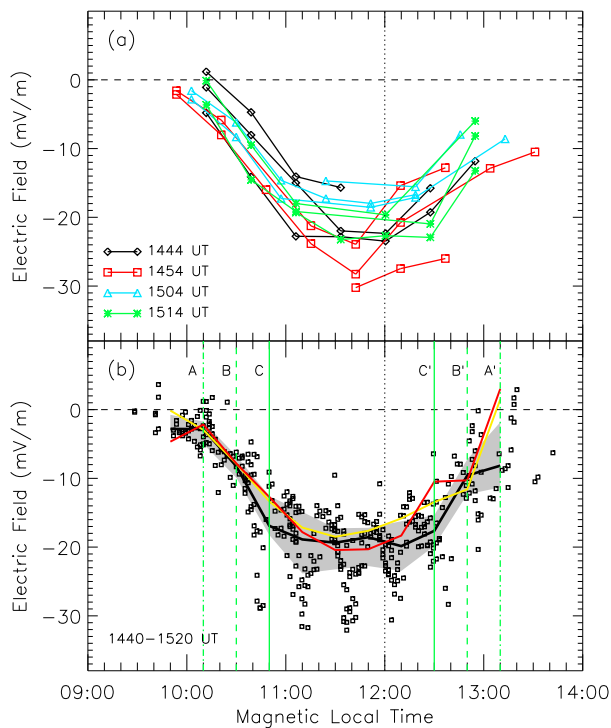 (a)
0
−10
−20
−30
Electric Field (mV/m)
1444 UT
1454 UT
1504 UT
1514 UT
(b)
A B C C' B' A'
0
−10
−20
−30
Electric Field (mV/m)
1440−1520 UT
09:00 10:00 11:00 12:00 13:00 14:00
Magnetic Local Time